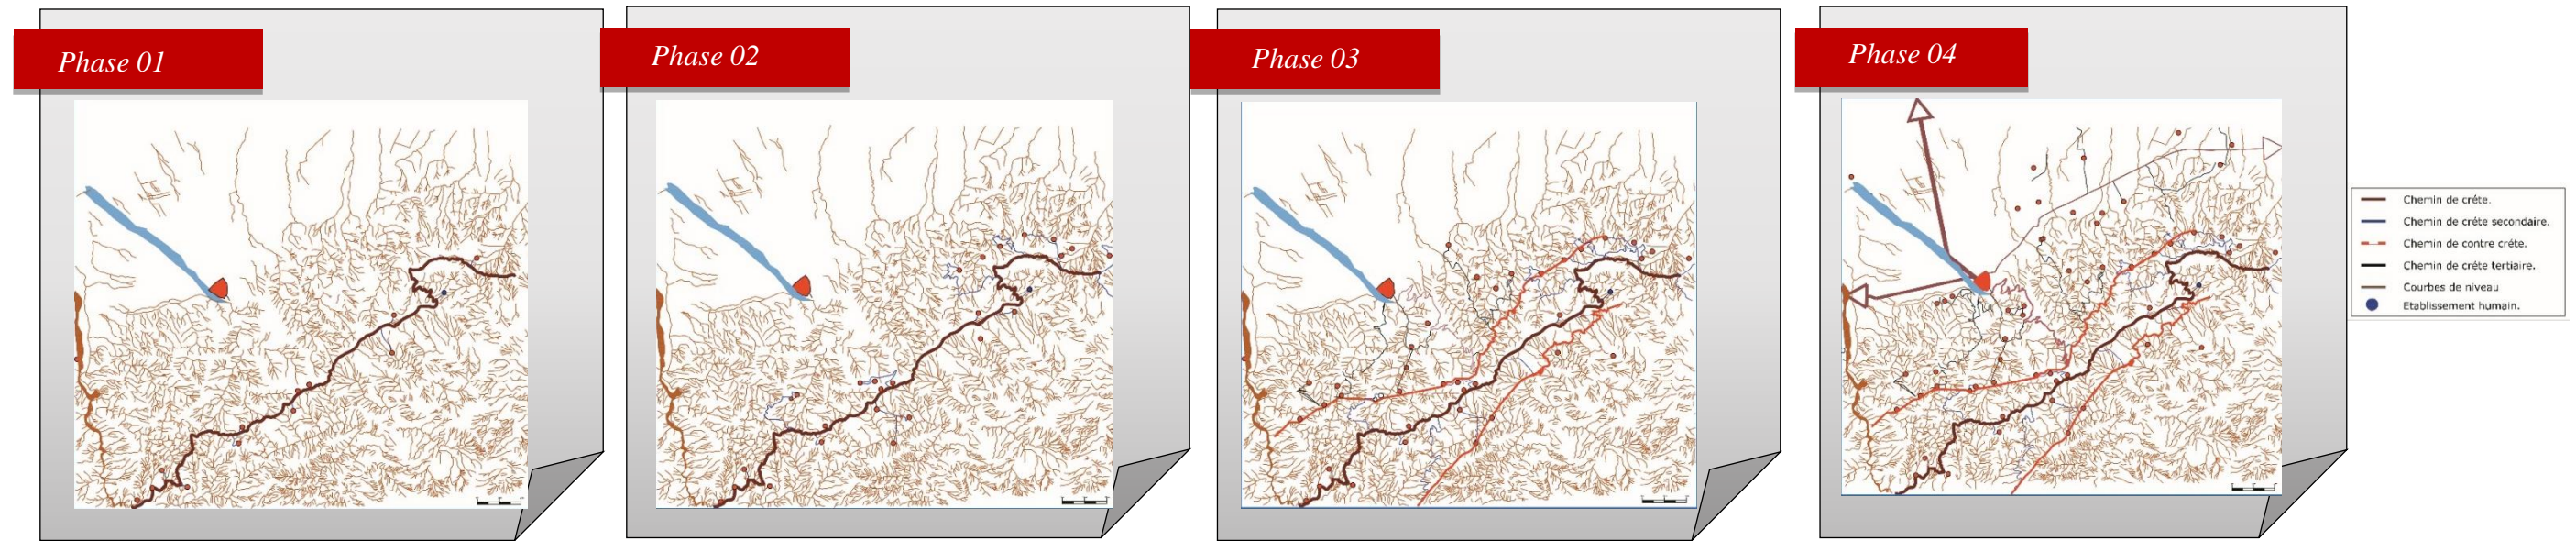 Phase 01
Phase 02
Phase 03
Phase 04
Chemin de créte.
Chemin de créte secondaire.
Chemin de contre créte.
Chemin de créte tertiaire.
Courbes de niveau
Etablissement humain.